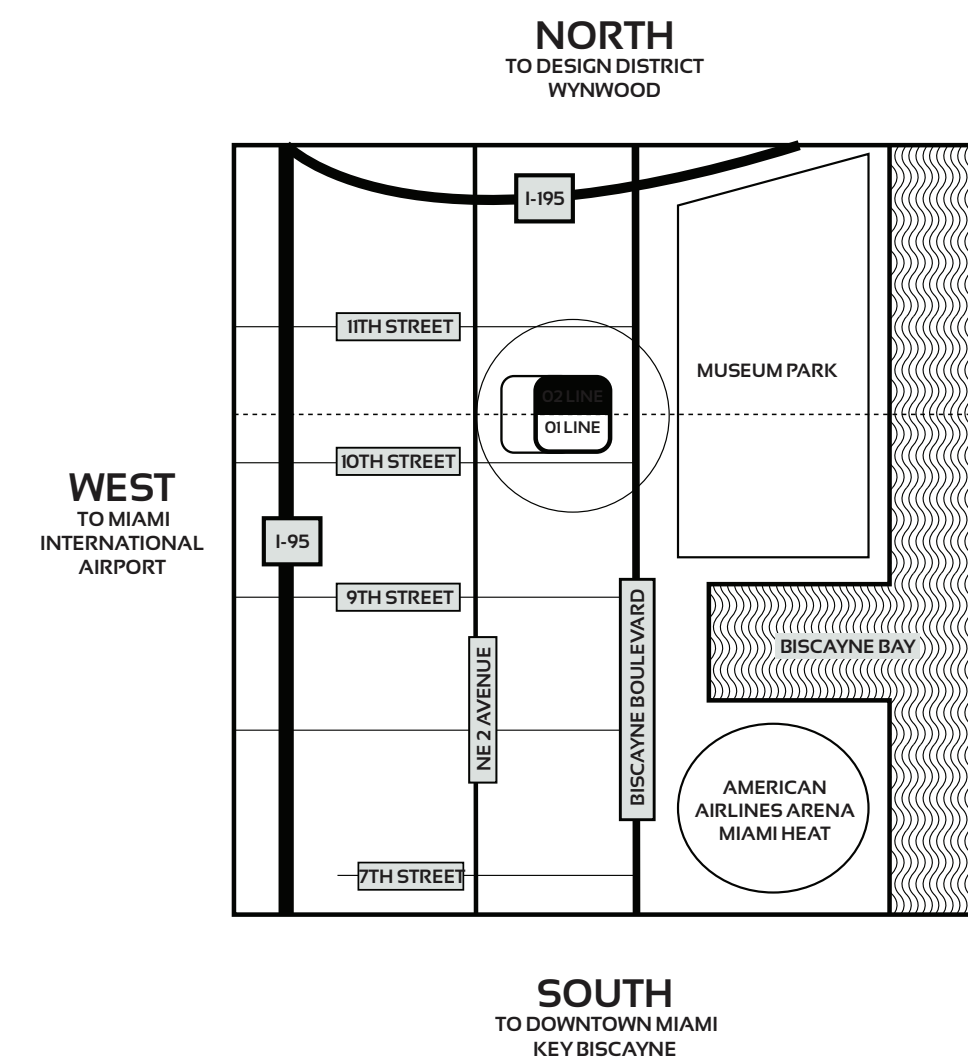 NORTH
TO DESIGN DISTRICT
WYNWOOD
I-195
11TH STREET
MUSEUM PARK
02 LINE
01 LINE
10TH STREET
WEST
TO MIAMI
INTERNATIONAL
AIRPORT
I-95
9TH STREET
BISCAYNE BOULEVARD
NE 2 AVENUE
BISCAYNE BAY
AMERICAN
AIRLINES ARENA
MIAMI HEAT
7TH STREET
SOUTH
TO DOWNTOWN MIAMI
KEY BISCAYNE